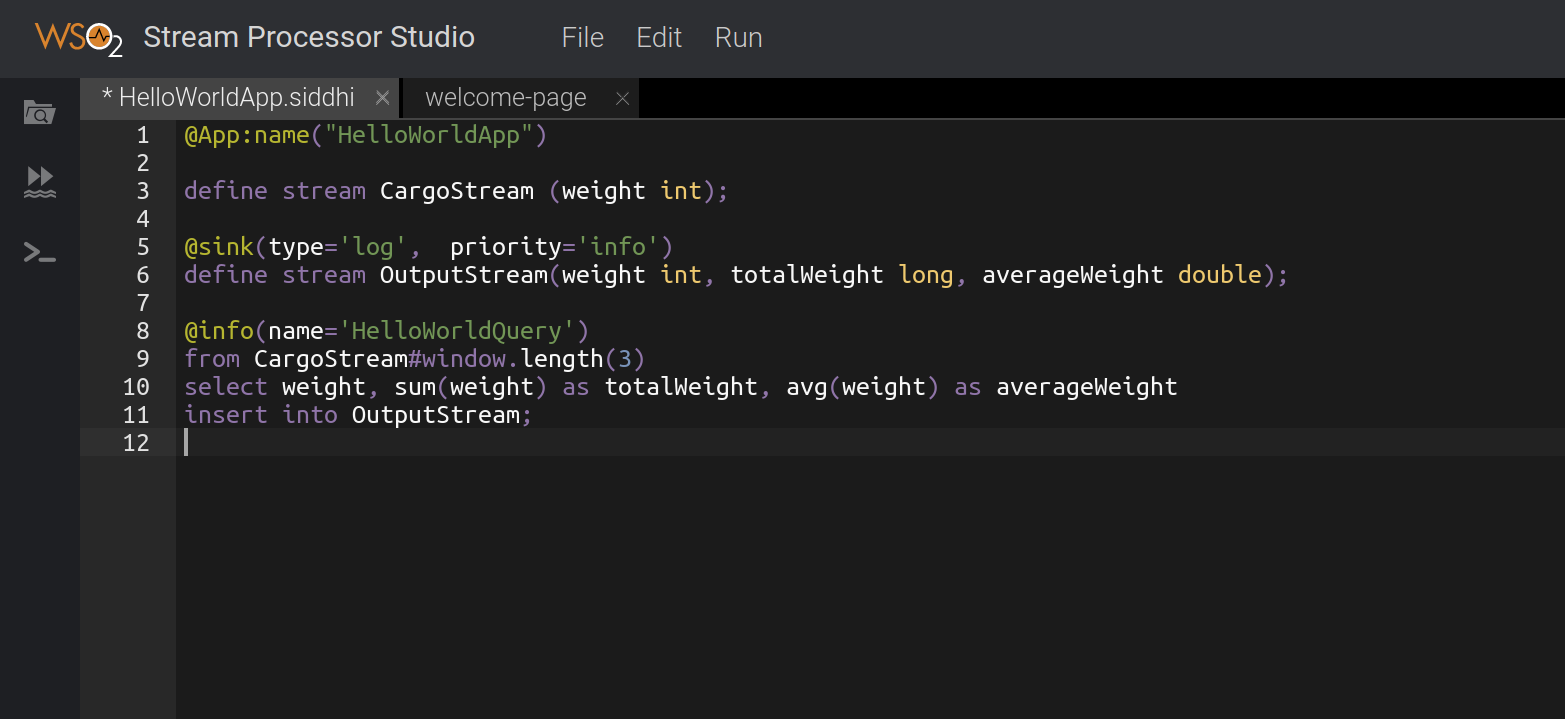 WSO2 Stream Processor Studio File Edit Run
* HelloWorldApp.siddhi × welcome-page ×
1 @App:name("HelloWorldApp")
2
3 define stream CargoStream (weight int);
4
5 @sink(type='log',  priority='info')
6 define stream OutputStream(weight int, totalWeight long, averageWeight double);
7
8 @info(name='HelloWorldQuery')
9 from CargoStream#window.length(3)
10 select weight, sum(weight) as totalWeight, avg(weight) as averageWeight
11 insert into OutputStream;
12